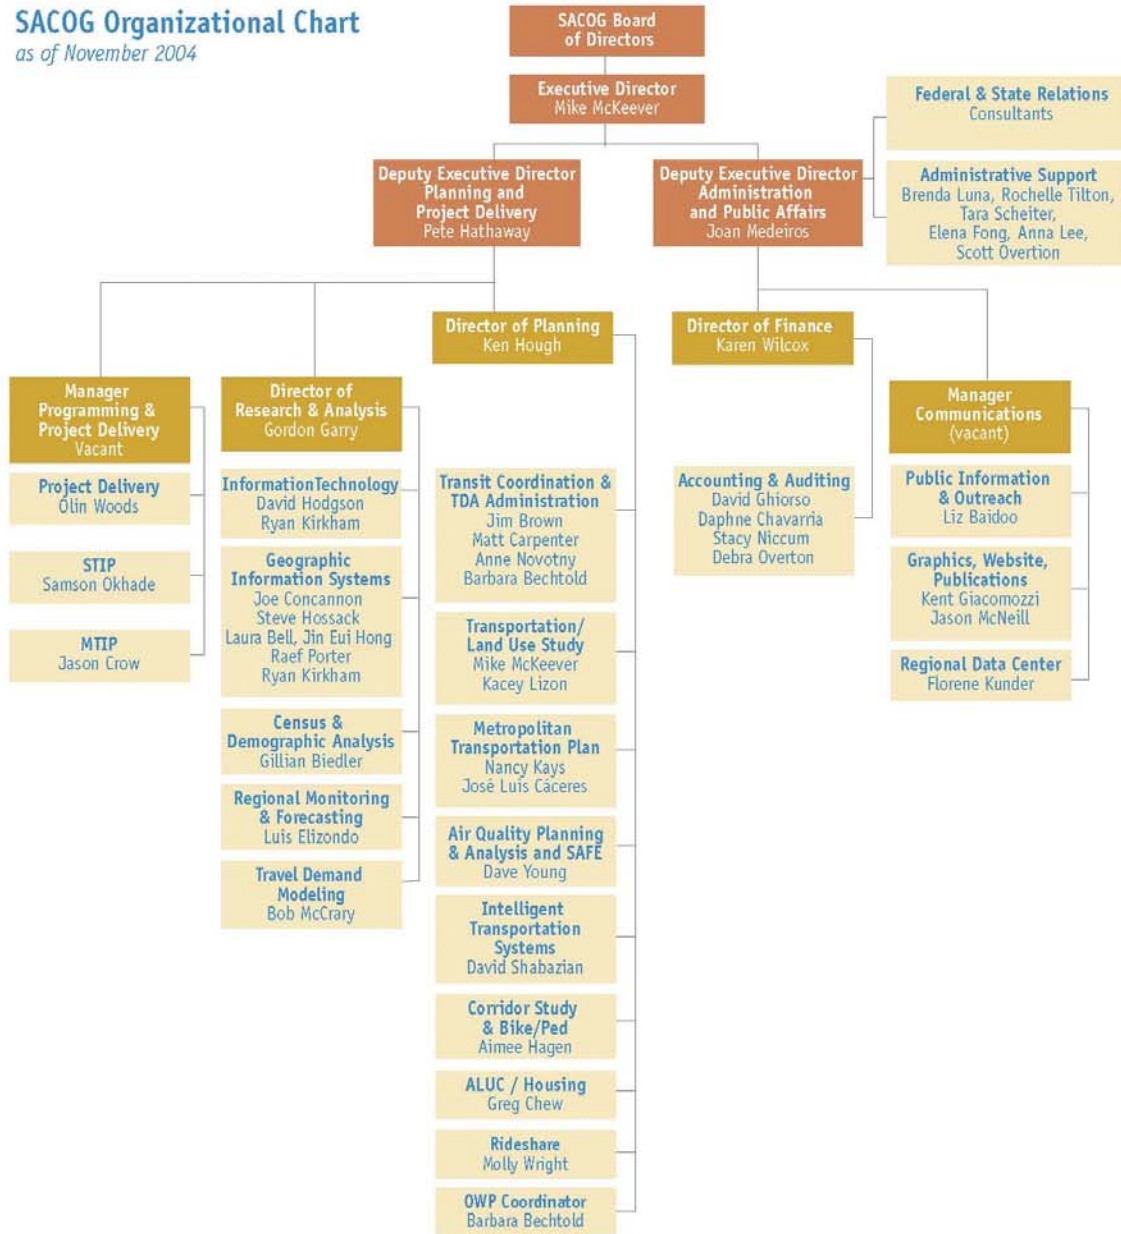 SACOG Organizational Chart
as of November 2004
SACOG Board
of Directors
Executive Director
Mike McKeever
Federal & State Relations
Consultants
Deputy Executive Director
Planning and
Project Delivery
Pete Hathaway
Deputy Executive Director
Administration
and Public Affairs
Joan Medeiros
Administrative Support
Brenda Luna, Rochelle Tilton,
Tara Scheiter,
Elena Fong, Anna Lee,
Scott Overtion
Director of Planning
Ken Hough
Director of Finance
Karen Wilcox
Manager
Programming &
Project Delivery
Vacant
Director of
Research & Analysis
Gordon Garry
Manager
Communications
(vacant)
Project Delivery
Olin Woods
STIP
Samson Okhade
MTIP
Jason Crow
InformationTechnology
David Hodgson
Ryan Kirkham
Geographic
Information Systems
Joe Concannon
Steve Hossack
Laura Bell, Jin Eui Hong
Raef Porter
Ryan Kirkham
Census &
Demographic Analysis
Gillian Biedler
Regional Monitoring
& Forecasting
Luis Elizondo
Travel Demand
Modeling
Bob McCrary
Transit Coordination &
TDA Administration
Jim Brown
Matt Carpenter
Anne Novotny
Barbara Bechtold
Transportation/
Land Use Study
Mike McKeever
Kacey Lizon
Metropolitan
Transportation Plan
Nancy Kays
José Luis Cáceres
Air Quality Planning
& Analysis and SAFE
Dave Young
Intelligent
Transportation
Systems
David Shabazian
Corridor Study
& Bike/Ped
Aimee Hagen
ALUC / Housing
Greg Chew
Rideshare
Molly Wright
OWP Coordinator
Barbara Bechtold
Accounting & Auditing
David Ghiorso
Daphne Chavarria
Stacy Niccum
Debra Overton
Public Information
& Outreach
Liz Baidoo
Graphics, Website,
Publications
Kent Giacomozzi
Jason McNeill
Regional Data Center
Florene Kunder